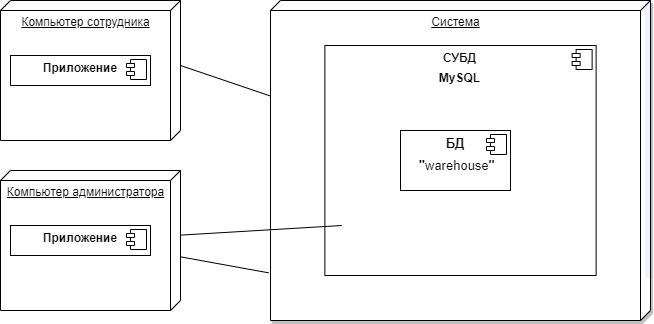 Компьютер сотрудника
Приложение
Компьютер администратора
Приложение
Система
СУБД
MySQL
БД
"warehouse"